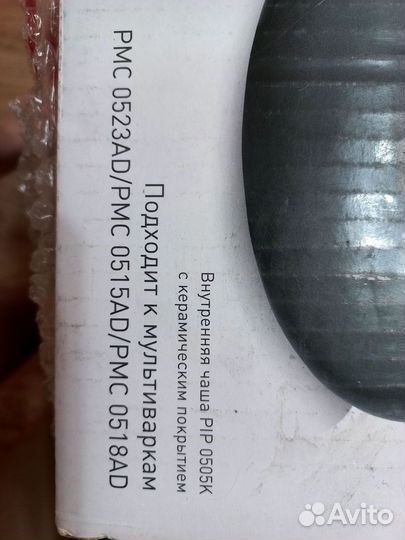 Внутренняя чаша PIP 0505K
с керамическим покрытием
Подходит к мультиваркам
PMC 0523AD/PMC 0515AD/PMC 0518AD
Avito